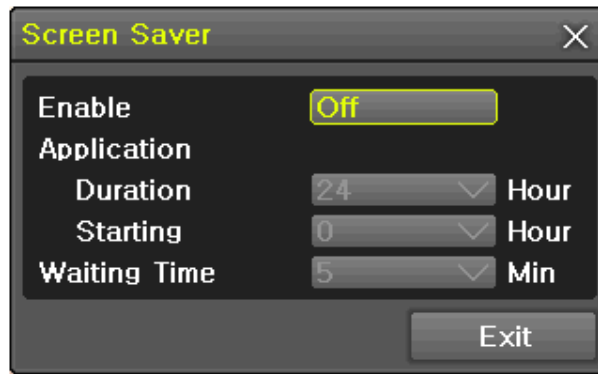 Screen Saver
Enable Off
Application
Duration 24 Hour
Starting 0 Hour
Waiting Time 5 Min
Exit